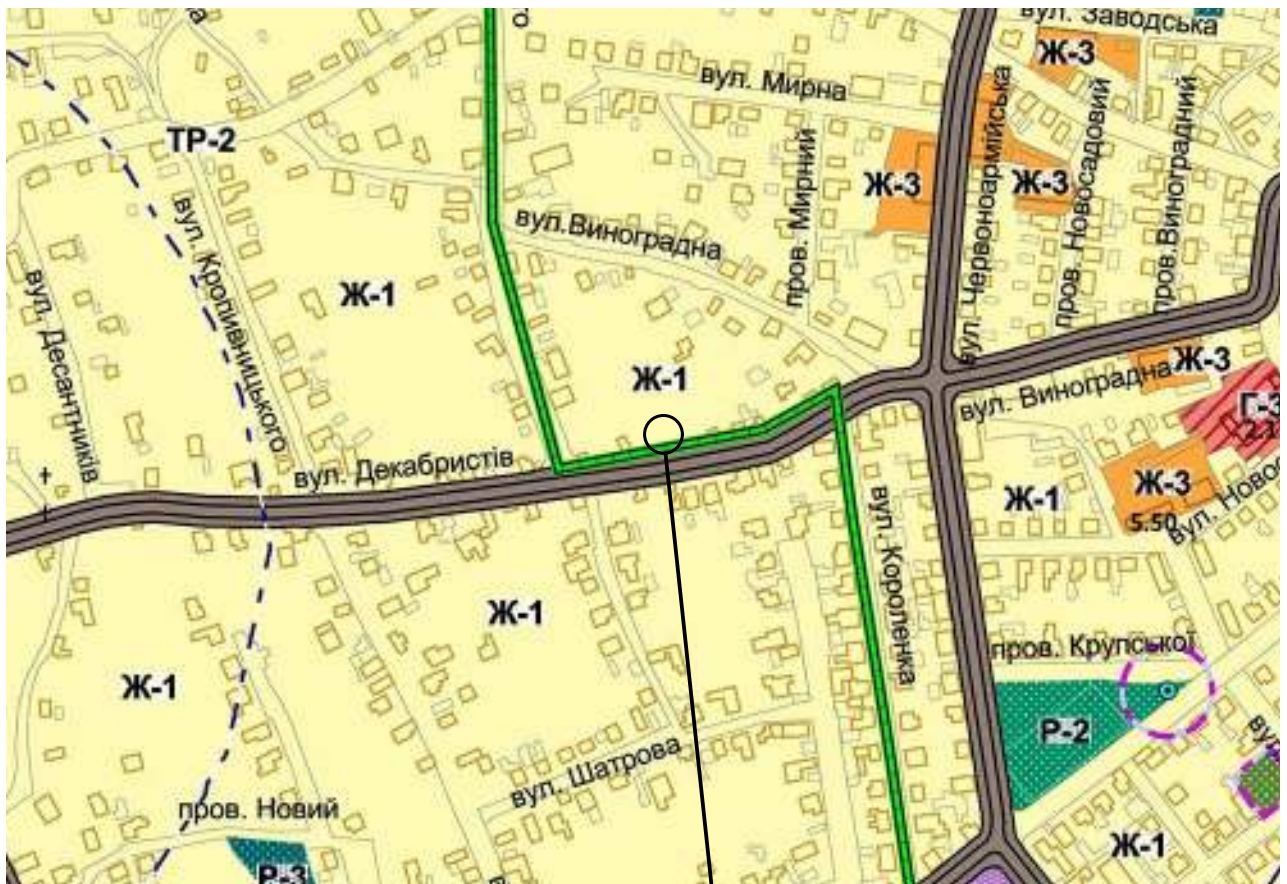 вул. Заводська
Ж-3
вул. Мирна
ТР-2
вул. Червоноармійська
пров. Новосадовий
пров. Виноградний
пров. Мирний
Ж-3
Ж-3
вул. Кропивницького
вул. Виноградна
вул. Десантників
Ж-1
Ж-1
Ж-3
вул. Виноградна
Г-3
вул. Декабристів
Ж-1
Ж-3
5.50
вул. Короленка
Ж-1
пров. Крупської
Ж-1
Р-2
вул. Шатрова
пров. Новий
Ж-1
Р-3